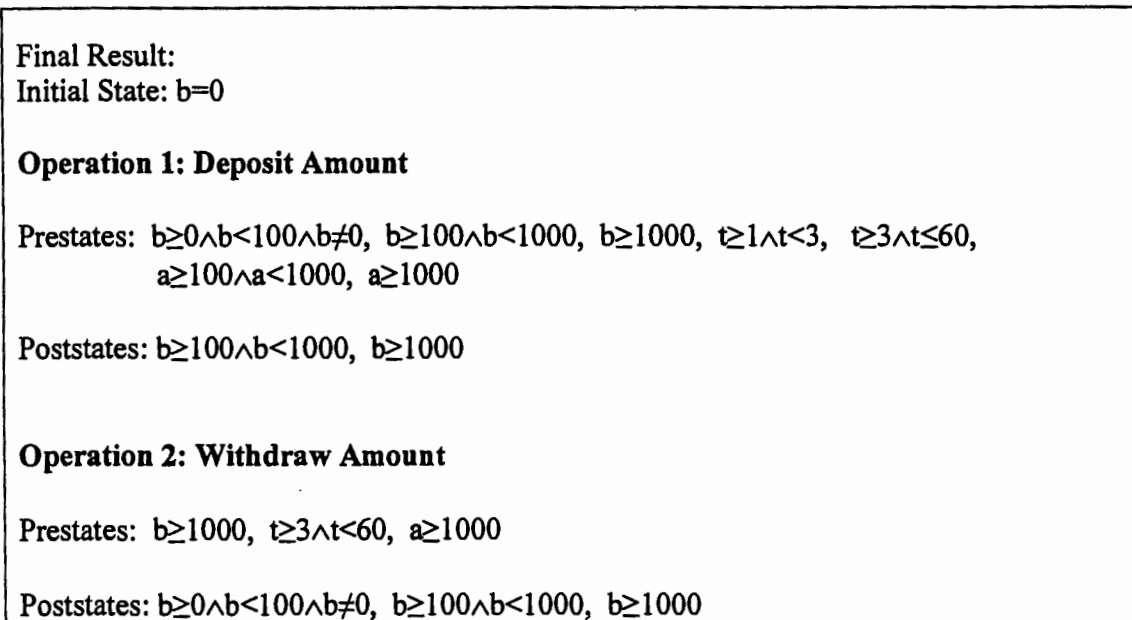 Final Result:
Initial State: b=0
Operation 1: Deposit Amount
Prestates: b≥0∧b<100∧b≠0, b≥100∧b<1000, b≥1000, t≥1∧t<3, t≥3∧t≤60,
a≥100∧a<1000, a≥1000
Poststates: b≥100∧b<1000, b≥1000
Operation 2: Withdraw Amount
Prestates: b≥1000, t≥3∧t<60, a≥1000
Poststates: b≥0∧b<100∧b≠0, b≥100∧b<1000, b≥1000